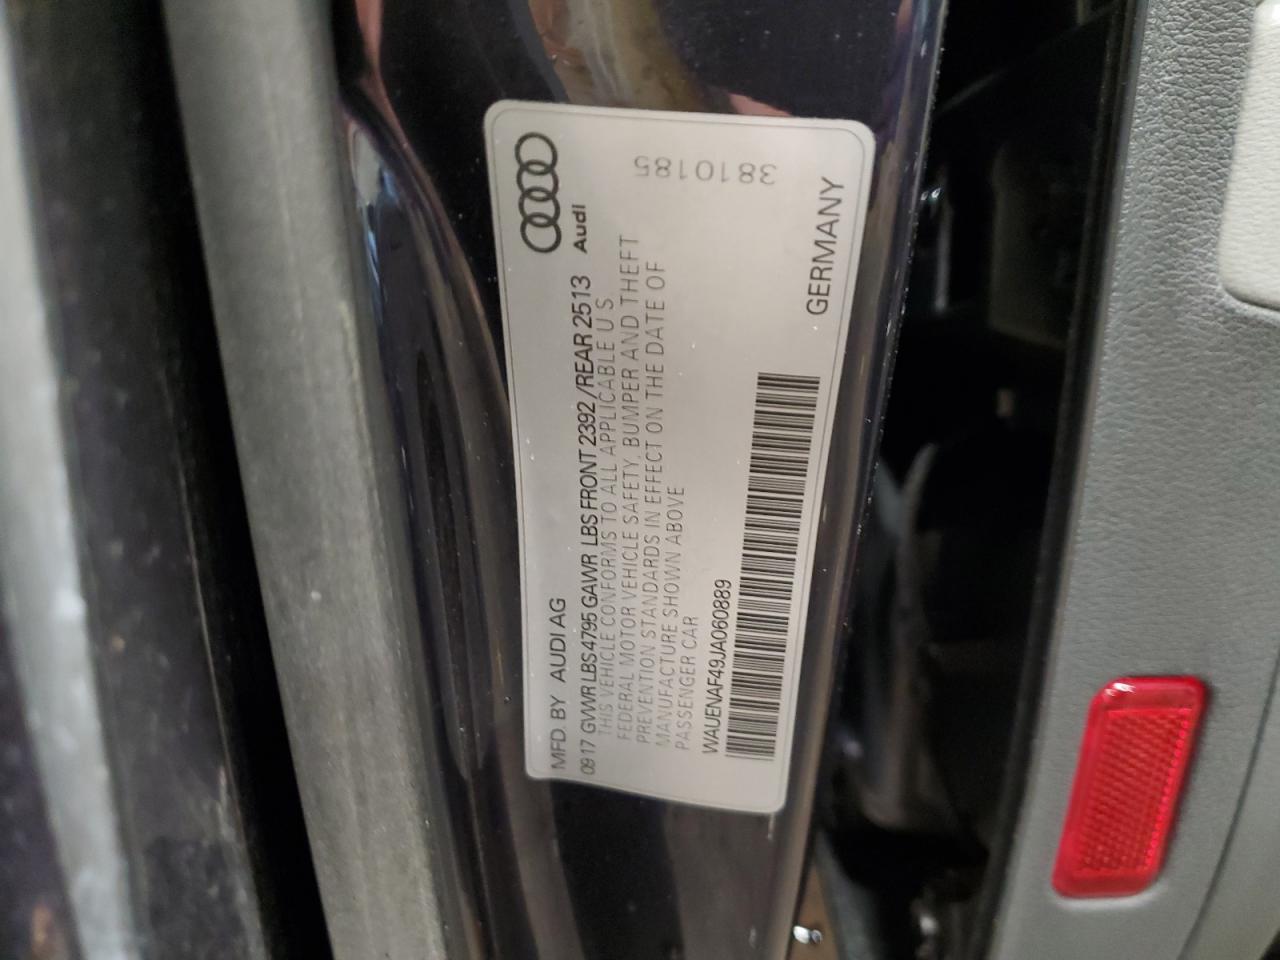 Audi
3810185
MFD BY AUDI AG
0917 GVWR LBS 4795 GAWR LBS FRONT 2392/REAR 2513
THIS VEHICLE CONFORMS TO ALL APPLICABLE U S
FEDERAL MOTOR VEHICLE SAFETY, BUMPER AND THEFT
PREVENTION STANDARDS IN EFFECT ON THE DATE OF
MANUFACTURE SHOWN ABOVE
PASSENGER CAR
WAUENAF49JA060889
GERMANY